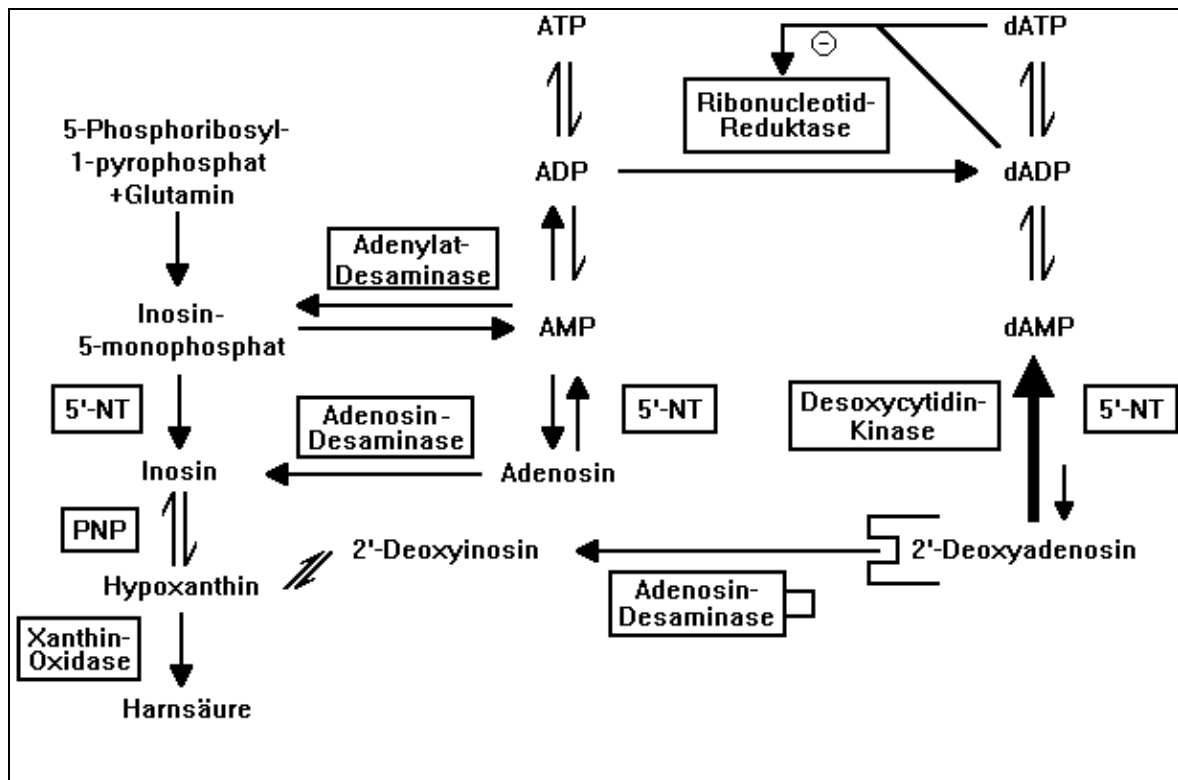 ATP
dATP
⊖
Ribonucleotid-
Reduktase
5-Phosphoribosyl-
1-pyrophosphat
+Glutamin
ADP
dADP
Adenylat-
Desaminase
Inosin-
5-monophosphat
AMP
dAMP
5'-NT
Adenosin-
Desaminase
5'-NT
Desoxycytidin-
Kinase
5'-NT
Inosin
Adenosin
PNP
2'-Deoxyinosin
2'-Deoxyadenosin
Hypoxanthin
Adenosin-
Desaminase
Xanthin-
Oxidase
Harnsäure